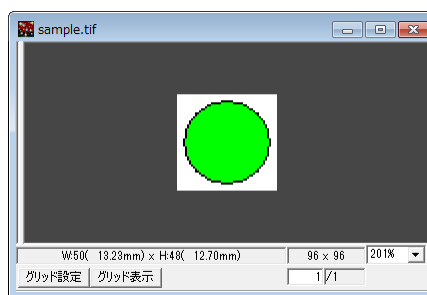 sample.tif
W:50( 13.23mm) × H:48( 12.70mm) 96 × 96 201%
グリッド設定 グリッド表示 1 /1